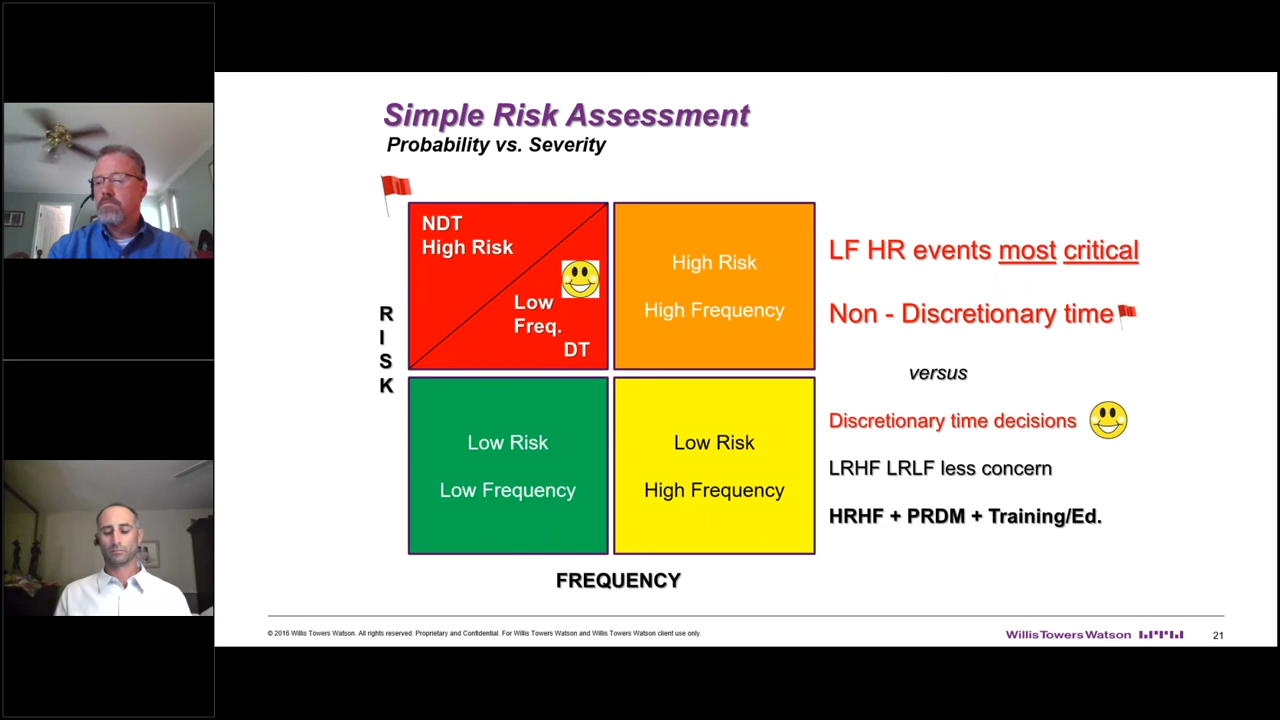 Simple Risk Assessment
Probability vs. Severity
NDT
High Risk
Low
Freq.
DT
High Risk
High Frequency
Low Risk
Low Frequency
Low Risk
High Frequency
R
I
S
K
FREQUENCY
LF HR events most critical
Non - Discretionary time
versus
Discretionary time decisions
LRHF LRLF less concern
HRHF + PRDM + Training/Ed.
© 2016 Willis Towers Watson. All rights reserved. Proprietary and Confidential. For Willis Towers Watson and Willis Towers Watson client use only.
Willis Towers Watson
21